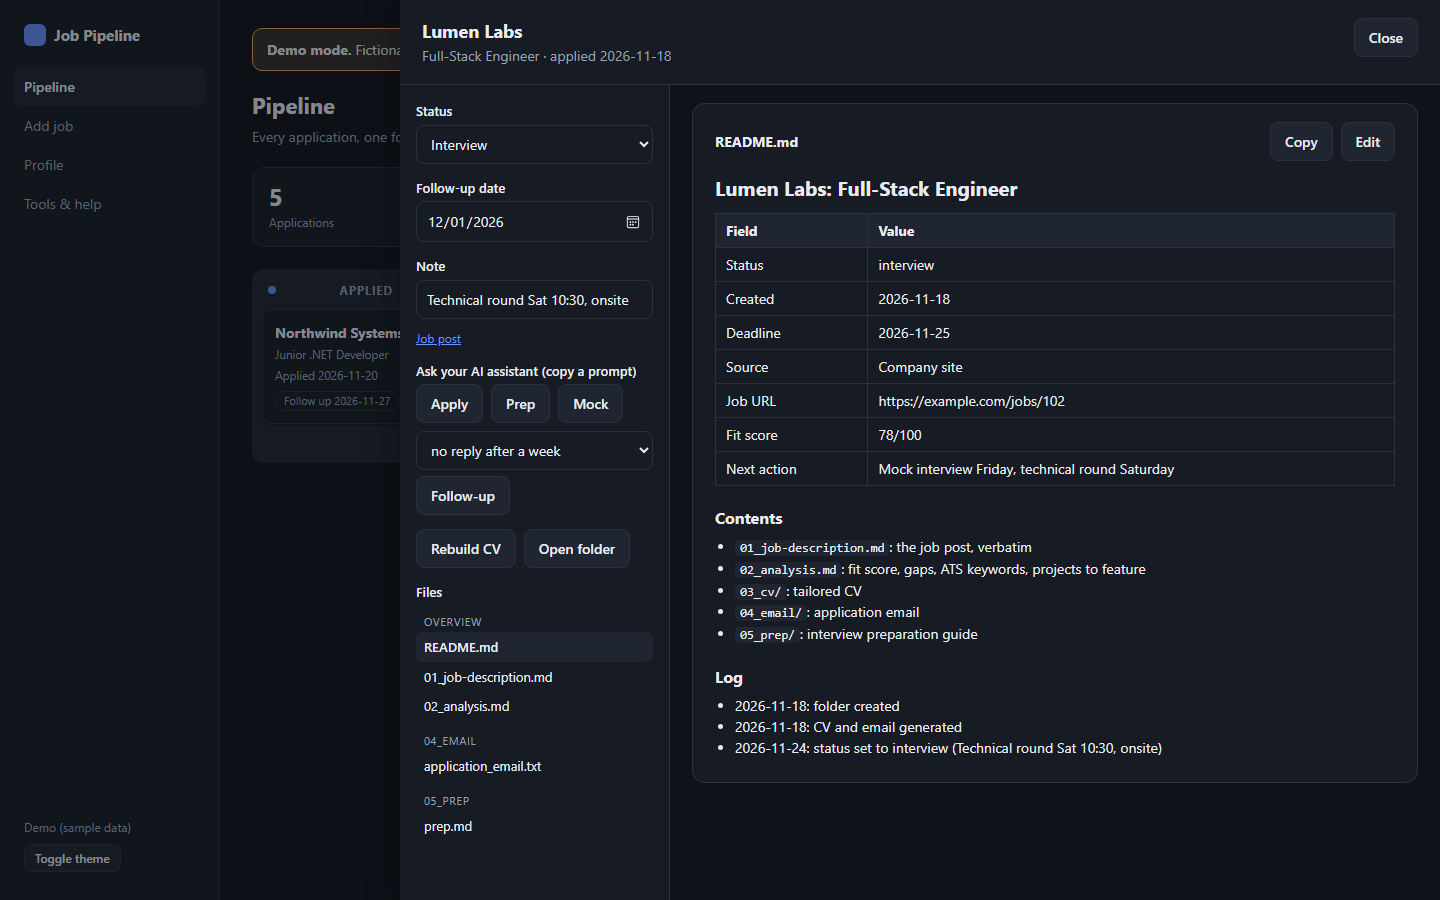 Job Pipeline
Pipeline
Add job
Profile
Tools & help
Demo (sample data)
Toggle theme
Demo mode. Fictiona
Pipeline
Every application, one fo
5
Applications
APPLIED
Northwind Systems
Junior .NET Developer
Applied 2026-11-20
Follow up 2026-11-27
Lumen Labs
Full-Stack Engineer · applied 2026-11-18
Close
Status
Interview
Follow-up date
12/01/2026
Note
Technical round Sat 10:30, onsite
Job post
Ask your AI assistant (copy a prompt)
Apply Prep Mock
no reply after a week
Follow-up
Rebuild CV Open folder
Files
OVERVIEW
README.md
01_job-description.md
02_analysis.md
04_EMAIL
application_email.txt
05_PREP
prep.md
README.md
Copy Edit
Lumen Labs: Full-Stack Engineer
Field Value
Status interview
Created 2026-11-18
Deadline 2026-11-25
Source Company site
Job URL https://example.com/jobs/102
Fit score 78/100
Next action Mock interview Friday, technical round Saturday
Contents
• 01_job-description.md : the job post, verbatim
• 02_analysis.md : fit score, gaps, ATS keywords, projects to feature
• 03_cv/ : tailored CV
• 04_email/ : application email
• 05_prep/ : interview preparation guide
Log
• 2026-11-18: folder created
• 2026-11-18: CV and email generated
• 2026-11-24: status set to interview (Technical round Sat 10:30, onsite)